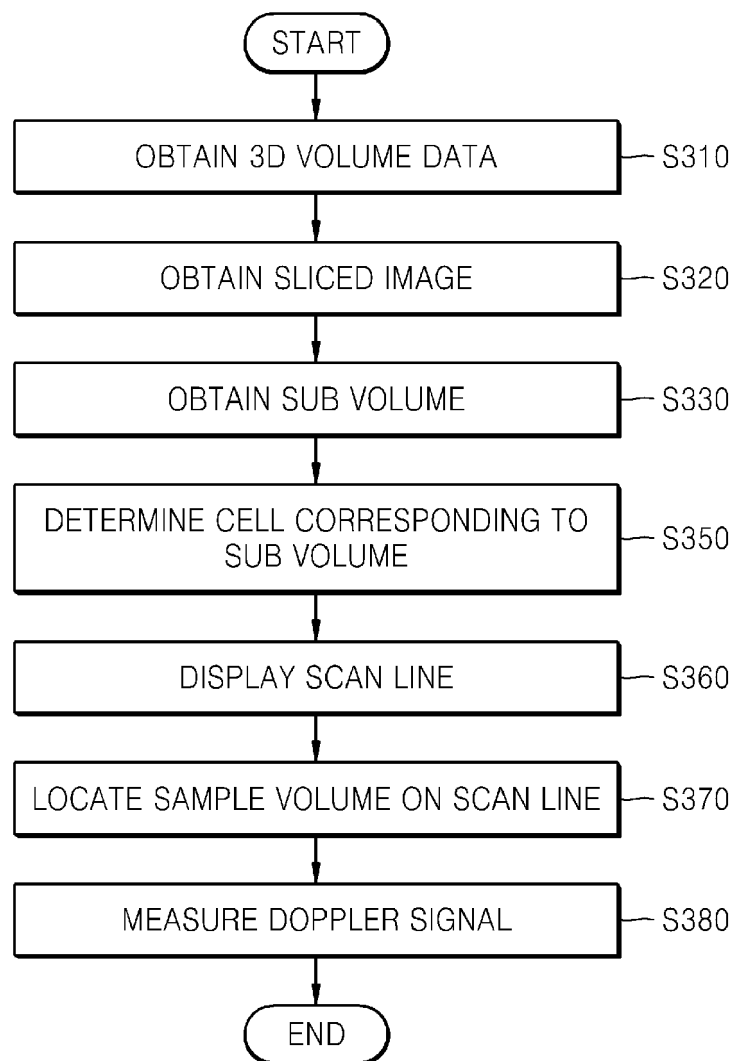 START
OBTAIN 3D VOLUME DATA
S310
OBTAIN SLICED IMAGE
S320
OBTAIN SUB VOLUME
S330
DETERMINE CELL CORRESPONDING TO
SUB VOLUME
S350
DISPLAY SCAN LINE
S360
LOCATE SAMPLE VOLUME ON SCAN LINE
S370
MEASURE DOPPLER SIGNAL
S380
END